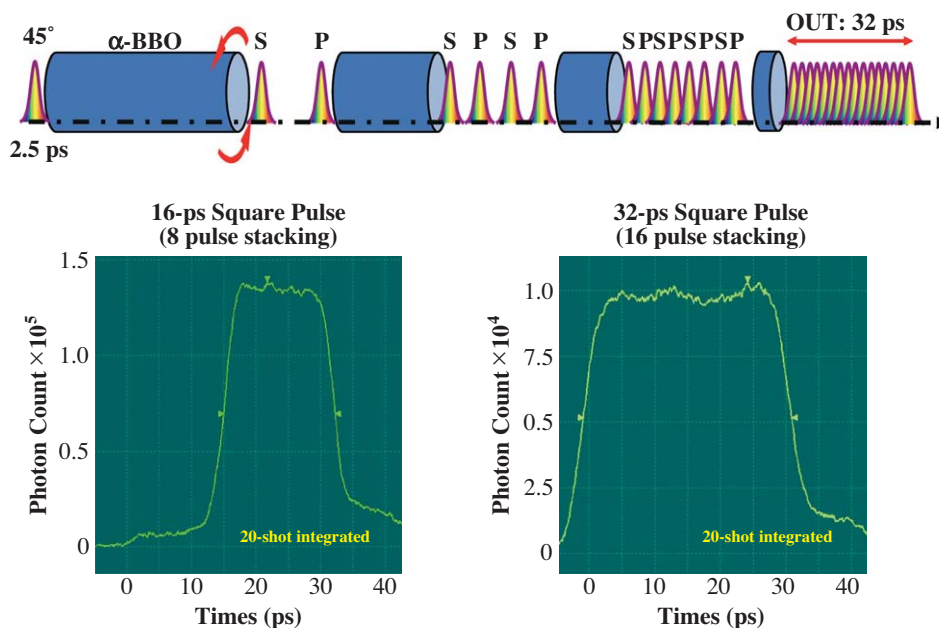 45° α-BBO S P S P S P S PSPSPSP OUT: 32 ps
2.5 ps
16-ps Square Pulse
(8 pulse stacking)
1.5
1.0
0.5
0
Photon Count ×10⁵
20-shot integrated
0 10 20 30 40
Times (ps)
32-ps Square Pulse
(16 pulse stacking)
1.0
7.5
0.5
2.5
0
Photon Count ×10⁴
20-shot integrated
0 10 20 30 40
Times (ps)